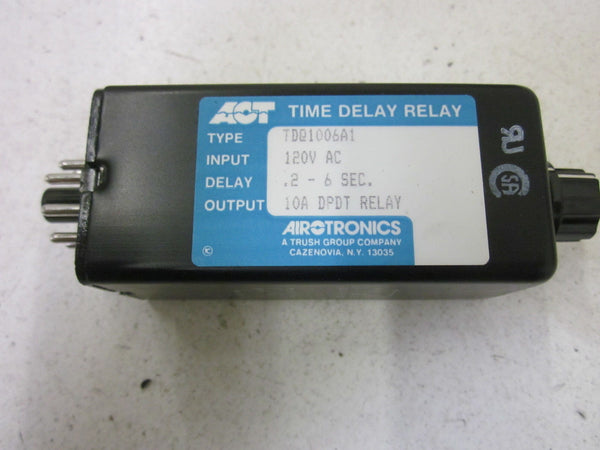 ACT TIME DELAY RELAY
TYPE TDQ1006A1
INPUT 120V AC
DELAY .2 - 6 SEC.
OUTPUT 10A DPDT RELAY
AIROTRONICS
A TRUSH GROUP COMPANY
CAZENOVIA, N.Y. 13035